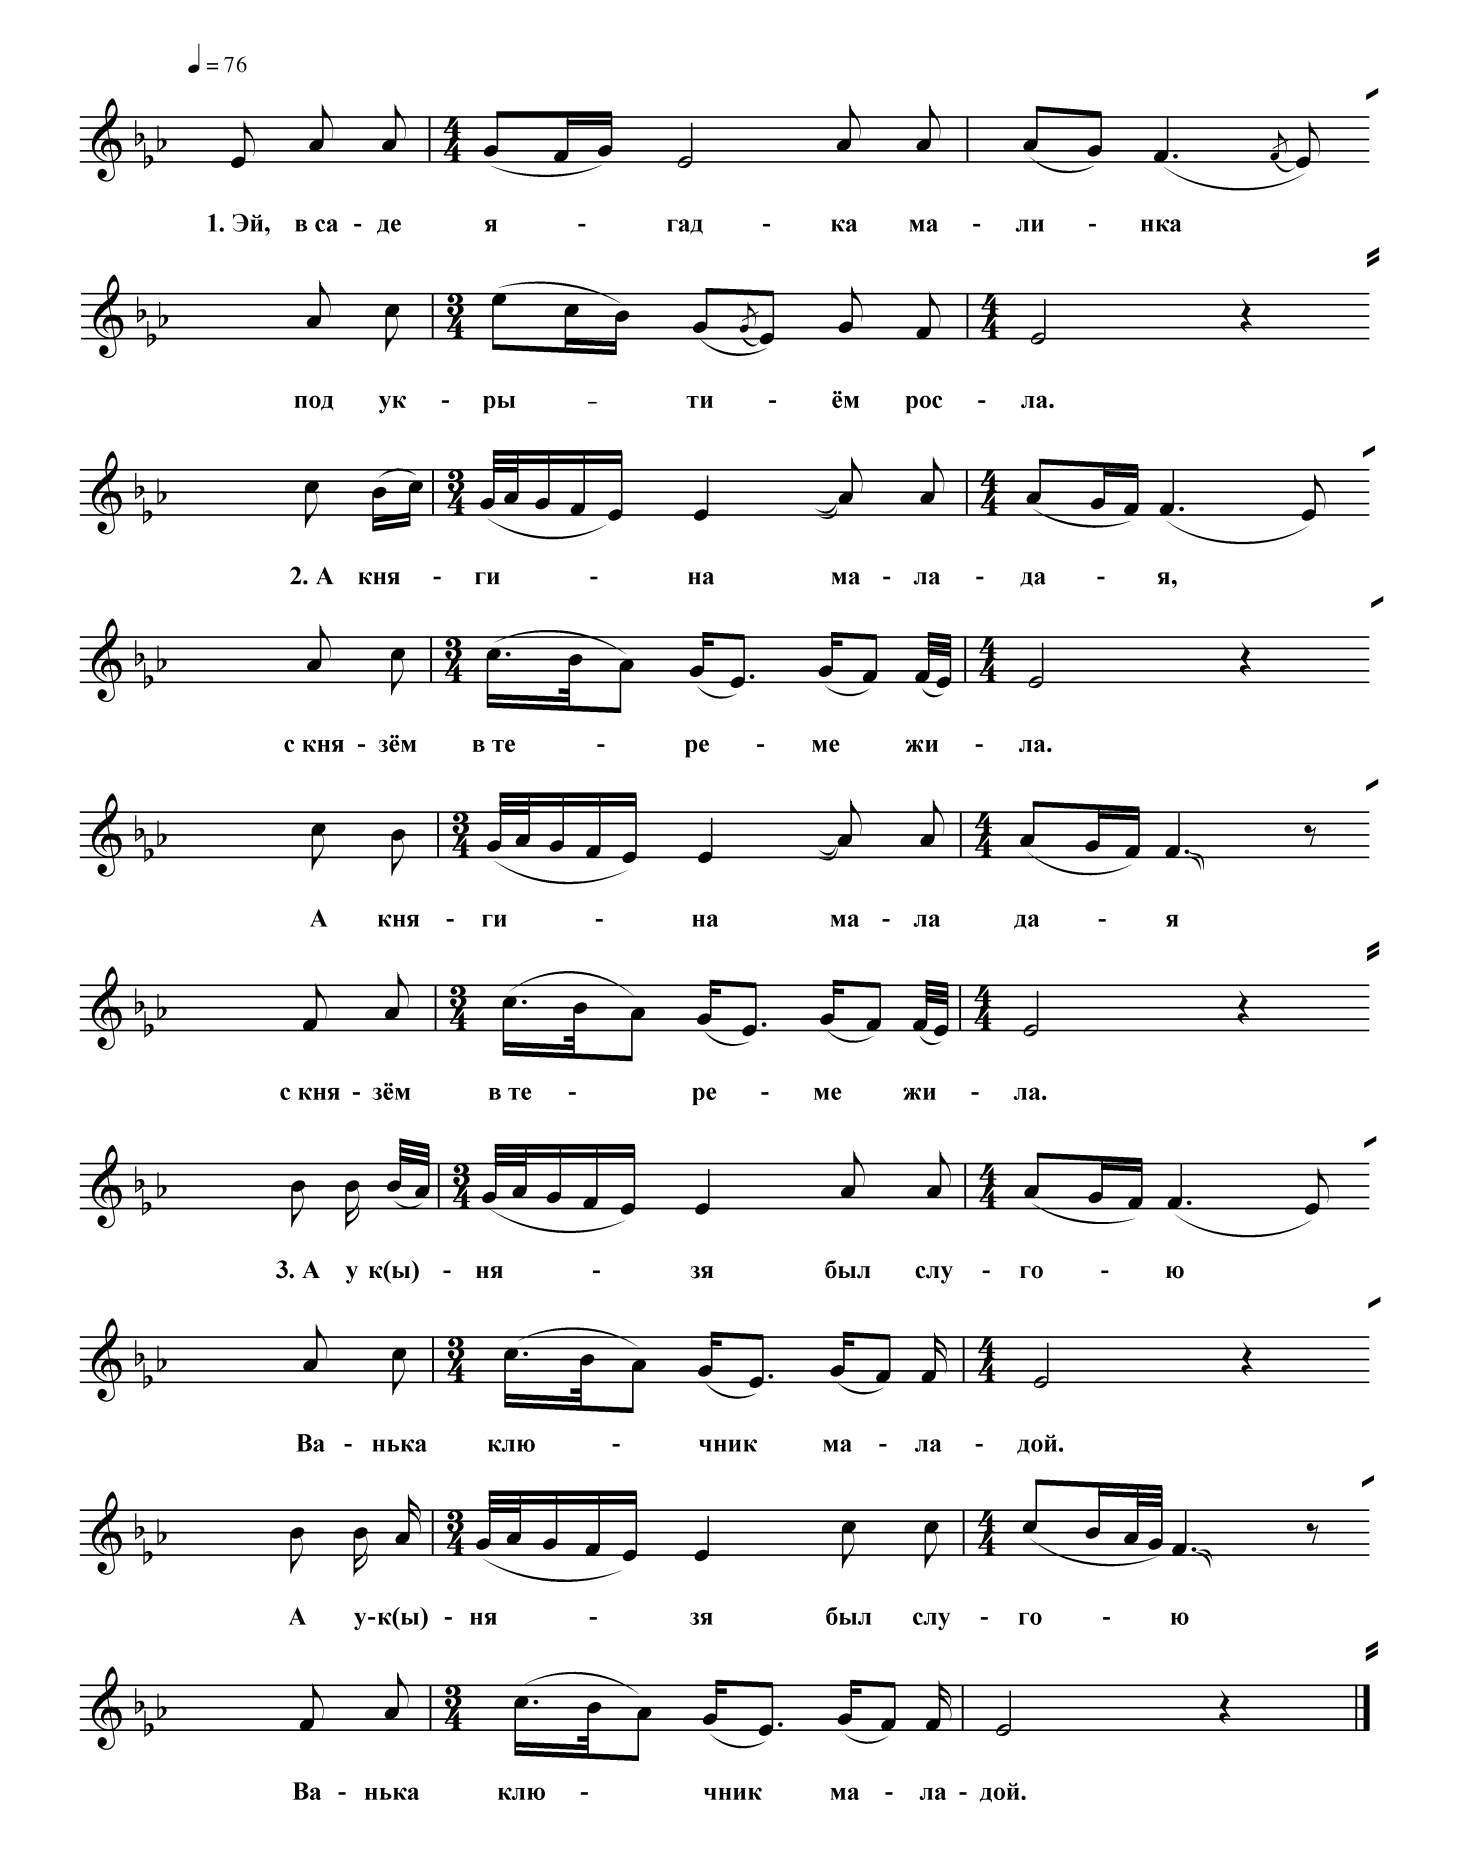 = 76
1. Эй, в са - де я - гад - ка ма - ли - нка
под ук - ры - ти - ём рос - ла.
2. А кня - ги - на ма - ла - да - я,
с кня - зём в те - ре - ме жи - ла.
А кня - ги - на ма - ла да - я
с кня - зём в те - ре - ме жи - ла.
3. А у к(ы) - ня - зя был слу - го - ю
Ва - нька клю - чник ма - ла - дой.
А у-к(ы) - ня - зя был слу - го - ю
Ва - нька клю - чник ма - ла - дой.